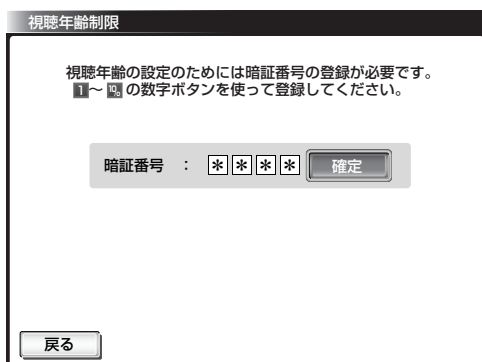 視聴年齢制限
視聴年齢の設定のためには暗証番号の登録が必要です。
1～10の数字ボタンを使って登録してください。
暗証番号 ： ＊＊＊＊ 確定
戻る